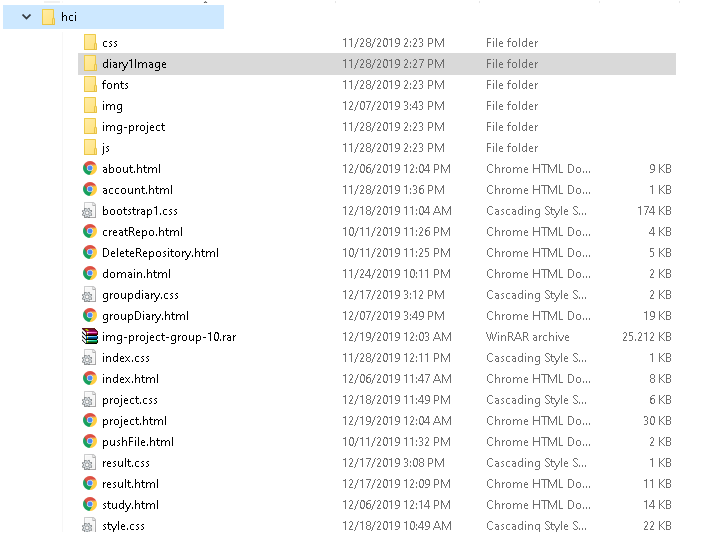 hci
css 11/28/2019 2:23 PM File folder
diary1Image 11/28/2019 2:27 PM File folder
fonts 11/28/2019 2:23 PM File folder
img 12/07/2019 3:43 PM File folder
img-project 11/28/2019 2:23 PM File folder
js 11/28/2019 2:23 PM File folder
about.html 12/06/2019 12:04 PM Chrome HTML Do... 9 KB
account.html 11/28/2019 1:36 PM Chrome HTML Do... 1 KB
bootstrap1.css 12/18/2019 11:04 AM Cascading Style S... 174 KB
creatRepo.html 10/11/2019 11:26 PM Chrome HTML Do... 4 KB
DeleteRepository.html 10/11/2019 11:25 PM Chrome HTML Do... 5 KB
domain.html 11/24/2019 10:11 PM Chrome HTML Do... 2 KB
groupdiary.css 12/17/2019 3:12 PM Cascading Style S... 2 KB
groupDiary.html 12/07/2019 3:49 PM Chrome HTML Do... 19 KB
img-project-group-10.rar 12/19/2019 12:03 AM WinRAR archive 25.212 KB
index.css 11/28/2019 12:11 PM Cascading Style S... 1 KB
index.html 12/06/2019 11:47 AM Chrome HTML Do... 8 KB
project.css 12/18/2019 11:49 PM Cascading Style S... 6 KB
project.html 12/19/2019 12:04 AM Chrome HTML Do... 30 KB
pushFile.html 10/11/2019 11:32 PM Chrome HTML Do... 2 KB
result.css 12/17/2019 3:08 PM Cascading Style S... 1 KB
result.html 12/17/2019 12:09 PM Chrome HTML Do... 11 KB
study.html 12/06/2019 12:14 PM Chrome HTML Do... 14 KB
style.css 12/18/2019 10:49 AM Cascading Style S... 22 KB